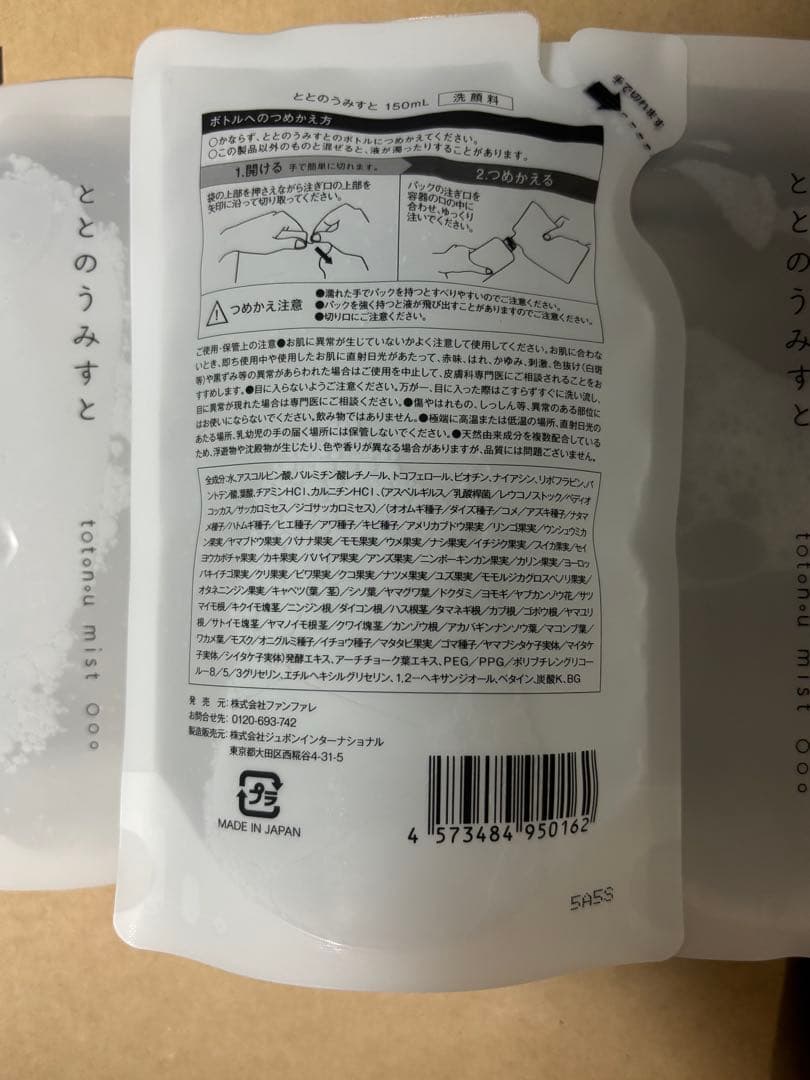 ととのうみすと 150mL 洗顔料
手で切れます
ボトルへのつめかえ方
○かならず、ととのうみすとのボトルにつめかえてください。
○この製品以外のものと混ぜると、液が濁ったりすることがあります。
1.開ける 手で簡単に切れます。
袋の上部を押さえながら注ぎ口の上部を
矢印に沿って切り取ってください。
2.つめかえる
パックの注ぎ口を
容器の口の中に
合わせ、ゆっくり
注いでください。
つめかえ注意
●濡れた手でパックを持つとすべりやすいのでご注意ください。
●パックを強く持つと液が飛び出すことがありますのでご注意ください。
●切り口にご注意ください。
ご使用・保管上の注意●お肌に異常が生じていないかよく注意して使用してください。お肌に合わな
いとき、即ち使用中や使用したお肌に直射日光があたって、赤味、はれ、かゆみ、刺激、色抜け(白斑
等)や黒ずみ等の異常があらわれた場合はご使用を中止して、皮膚科専門医にご相談されることをお
すすめします。●目に入らないようご注意ください。万が一、目に入った際はこすらずすぐに洗い流し、
目に異常が現れた場合は専門医にご相談ください。●傷やはれもの、しっしん等、異常のある部位に
はお使いにならないでください。飲み物ではありません。●極端に高温または低温の場所、直射日光の
あたる場所、乳幼児の手の届く場所には保管しないでください。●天然由来成分を複数配合している
ため、浮遊物や沈殿物が生じたり、色や香りが異なる場合がありますが、品質には問題ございません。
全成分:水、アスコルビン酸、パルミチン酸レチノール、トコフェロール、ビオチン、ナイアシン、リボフラビン、パ
ントテン酸、葉酸、チアミンHCl、カルニチンHCl、(アスペルギルス/乳酸桿菌/レウコノストック/ペディオ
コッカス/サッカロミセス/ジゴサッカロミセス)/(オオムギ種子/ダイズ種子/コメ/アズキ種子/ナタマ
メ種子/ハトムギ種子/ヒエ種子/アワ種子/キビ種子/アメリカブドウ果実/リンゴ果実/ウンシュウミカ
ン果実/ヤマブドウ果実/バナナ果実/モモ果実/ウメ果実/ナシ果実/イチジク果実/スイカ果実/セイ
ヨウカボチャ果実/カキ果実/パパイア果実/アンズ果実/ニンポーキンカン果実/カリン果実/ヨーロッ
パキイチゴ果実/クリ果実/ビワ果実/クコ果実/ナツメ果実/ユズ果実/モモルジカグロスベノリ果実/
オタネニンジン果実/キャベツ(葉/茎)/シソ葉/ヤマグワ葉/ドクダミ/ヨモギ/ヤブカンゾウ花/サツ
マイモ根/キクイモ塊茎/ニンジン根/ダイコン根/ハス根茎/タマネギ根/カブ根/ゴボウ根/ヤマユリ
根/サトイモ塊茎/ヤマノイモ根茎/クワイ塊茎/カンゾウ根/アカバギンナンソウ葉/マコンブ葉/
ワカメ葉/モズク/オニグルミ種子/イチョウ種子/マタタビ果実/ゴマ種子/ヤマブシタケ子実体/マイタケ
子実体/シイタケ子実体)発酵エキス、アーチチョーク葉エキス、PEG/PPG/ポリブチレングリコ
ール-8/5/3グリセリン、エチルヘキシルグリセリン、1,2-ヘキサンジオール、ベタイン、炭酸K、BG
発 売 元:株式会社ファンファレ
お問合せ先:0120-693-742
製造販売元:株式会社ジュポンインターナショナル
東京都大田区西糀谷4-31-5
プラ
MADE IN JAPAN
4 573484 950162
5A5S
ととのうみすと
totonou mist
ととのうみすと
totonou mist